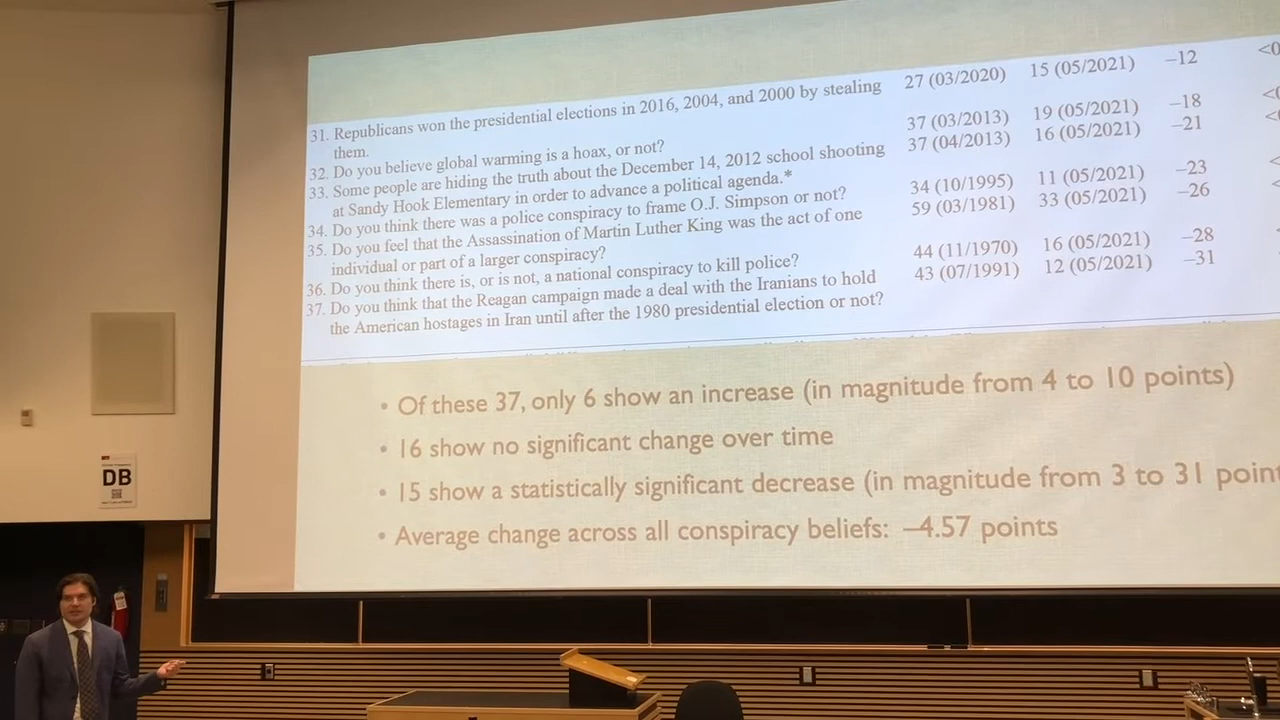 31. Republicans won the presidential elections in 2016, 2004, and 2000 by stealing 27 (03/2020) 15 (05/2021) –12 <0
them.
32. Do you believe global warming is a hoax, or not? 37 (03/2013) 19 (05/2021) –18 <0
33. Some people are hiding the truth about the December 14, 2012 school shooting 37 (04/2013) 16 (05/2021) –21 <0
at Sandy Hook Elementary in order to advance a political agenda.*
34. Do you think there was a police conspiracy to frame O.J. Simpson or not? 34 (10/1995) 11 (05/2021) –23 <
35. Do you feel that the Assassination of Martin Luther King was the act of one 59 (03/1981) 33 (05/2021) –26 <
individual or part of a larger conspiracy?
36. Do you think there is, or is not, a national conspiracy to kill police? 44 (11/1970) 16 (05/2021) –28
37. Do you think that the Reagan campaign made a deal with the Iranians to hold 43 (07/1991) 12 (05/2021) –31
the American hostages in Iran until after the 1980 presidential election or not?
• Of these 37, only 6 show an increase (in magnitude from 4 to 10 points)
• 16 show no significant change over time
• 15 show a statistically significant decrease (in magnitude from 3 to 31 poin
• Average change across all conspiracy beliefs: –4.57 points
DB